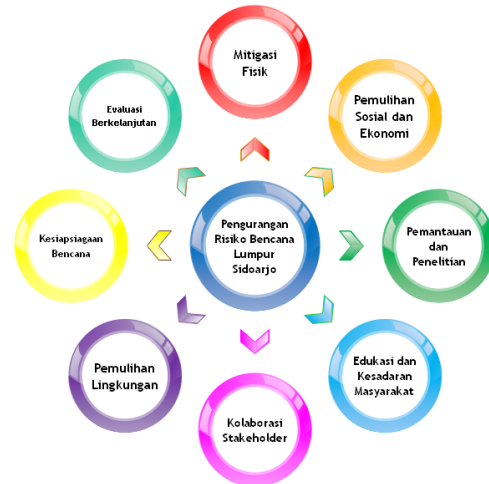 Mitigasi
Fisik
Pemulihan
Sosial dan
Ekonomi
Pemantauan
dan
Penelitian
Edukasi dan
Kesadaran
Masyarakat
Kolaborasi
Stakeholder
Pemulihan
Lingkungan
Kesiapsiagaan
Bencana
Evaluasi
Berkelanjutan
Pengurangan
Risiko Bencana
Lumpur
Sidoarjo